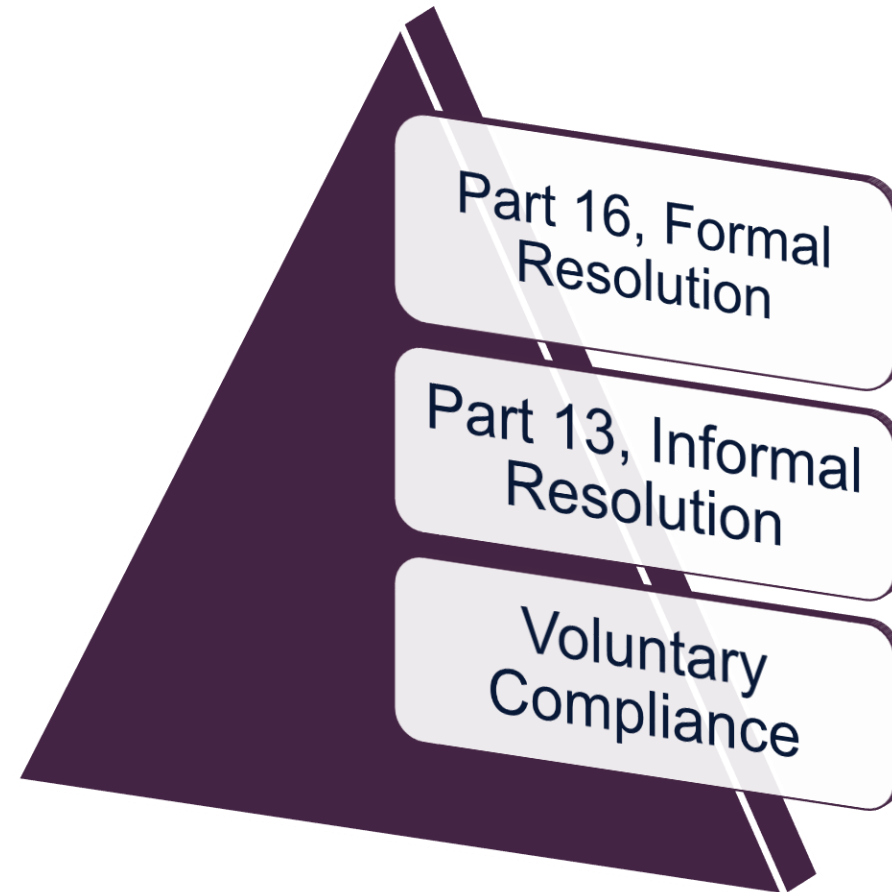 Part 16, Formal
Resolution
Part 13, Informal
Resolution
Voluntary
Compliance